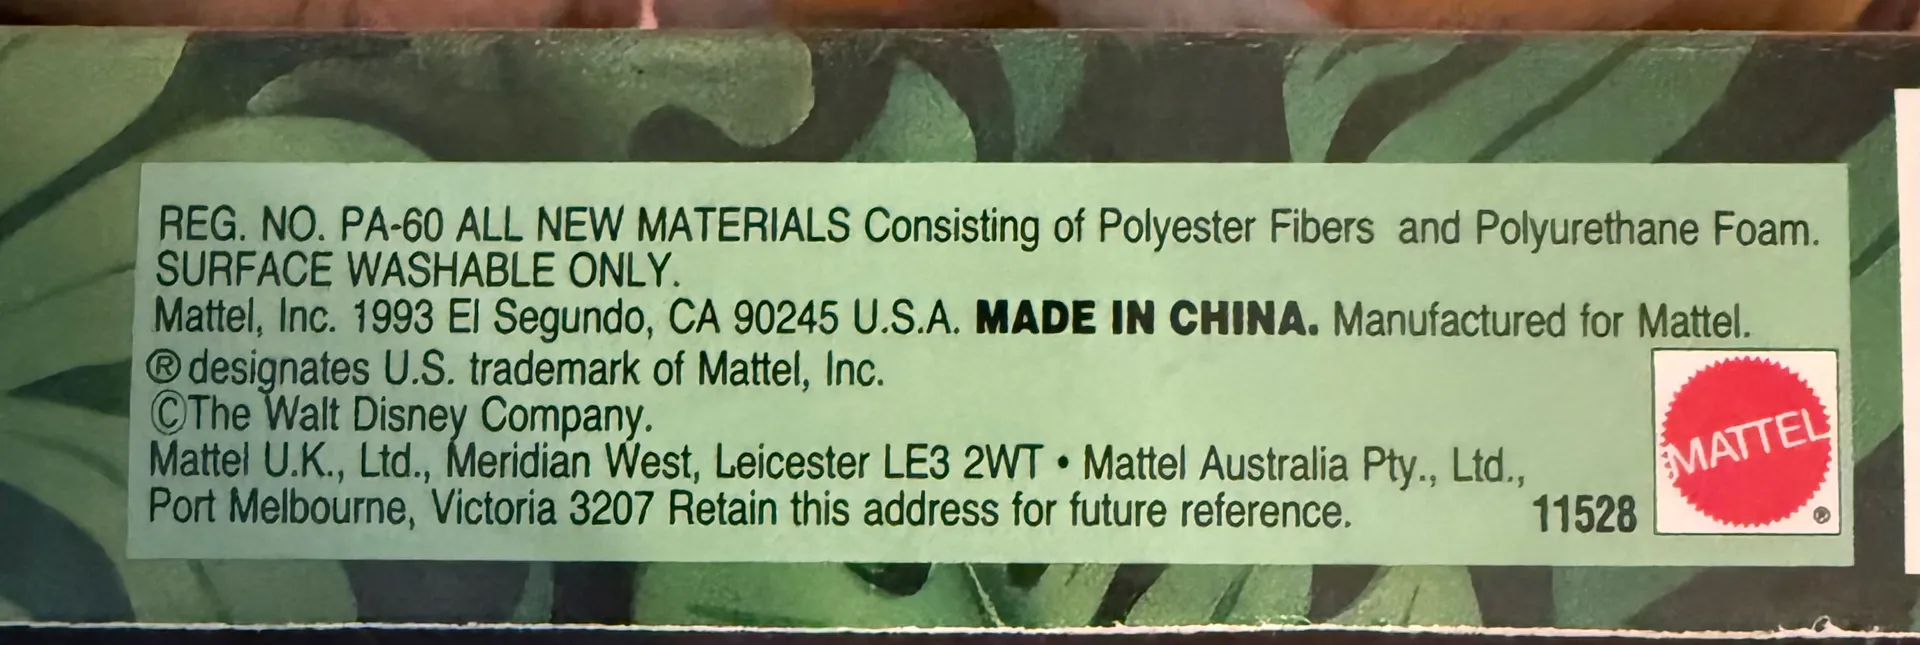 REG. NO. PA-60 ALL NEW MATERIALS Consisting of Polyester Fibers and Polyurethane Foam.
SURFACE WASHABLE ONLY.
Mattel, Inc. 1993 El Segundo, CA 90245 U.S.A. MADE IN CHINA. Manufactured for Mattel.
® designates U.S. trademark of Mattel, Inc.
©The Walt Disney Company.
Mattel U.K., Ltd., Meridian West, Leicester LE3 2WT • Mattel Australia Pty., Ltd.,
Port Melbourne, Victoria 3207 Retain this address for future reference.
11528
MATTEL
®